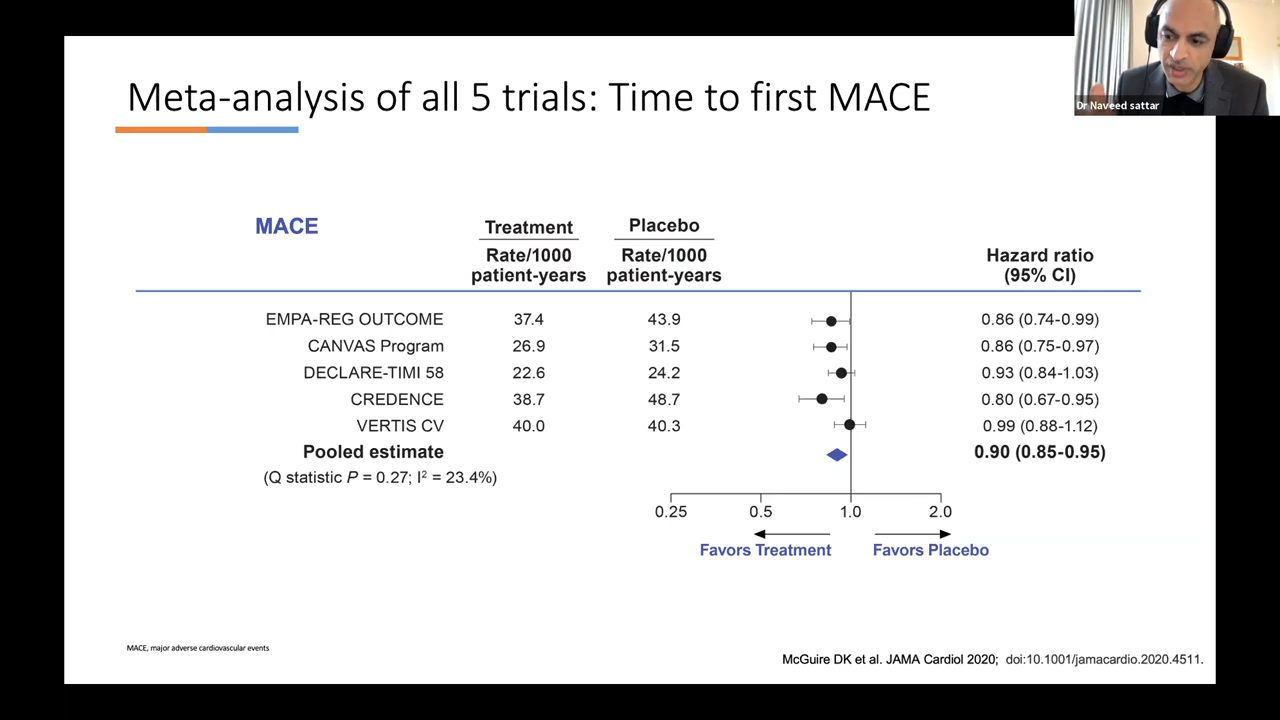 Meta-analysis of all 5 trials: Time to first MACE
Dr Naveed sattar
MACE
Treatment
Placebo
Rate/1000 patient-years
Rate/1000 patient-years
Hazard ratio (95% CI)
EMPA-REG OUTCOME 37.4 43.9 0.86 (0.74-0.99)
CANVAS Program 26.9 31.5 0.86 (0.75-0.97)
DECLARE-TIMI 58 22.6 24.2 0.93 (0.84-1.03)
CREDENCE 38.7 48.7 0.80 (0.67-0.95)
VERTIS CV 40.0 40.3 0.99 (0.88-1.12)
Pooled estimate 0.90 (0.85-0.95)
(Q statistic P = 0.27; I² = 23.4%)
0.25 0.5 1.0 2.0
Favors Treatment Favors Placebo
MACE, major adverse cardiovascular events
McGuire DK et al. JAMA Cardiol 2020; doi:10.1001/jamacardio.2020.4511.